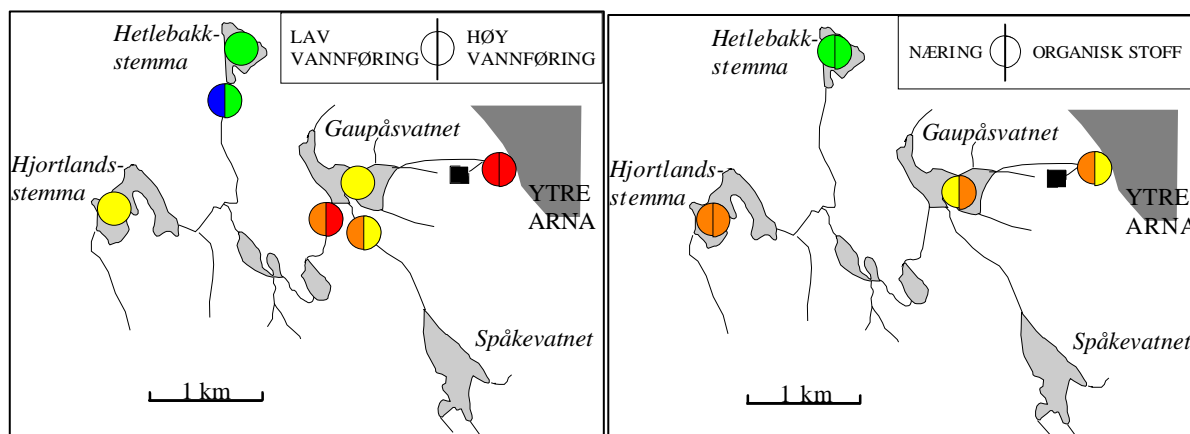 Hetlebakk-
stemma
LAV
VANNFØRING
HØY
VANNFØRING
Gaupåsvatnet
Hjortlands-
stemma
YTRE
ARNA
Spåkevatnet
1 km
Hetlebakk-
stemma
NÆRING
ORGANISK STOFF
Gaupåsvatnet
Hjortlands-
stemma
YTRE
ARNA
Spåkevatnet
1 km